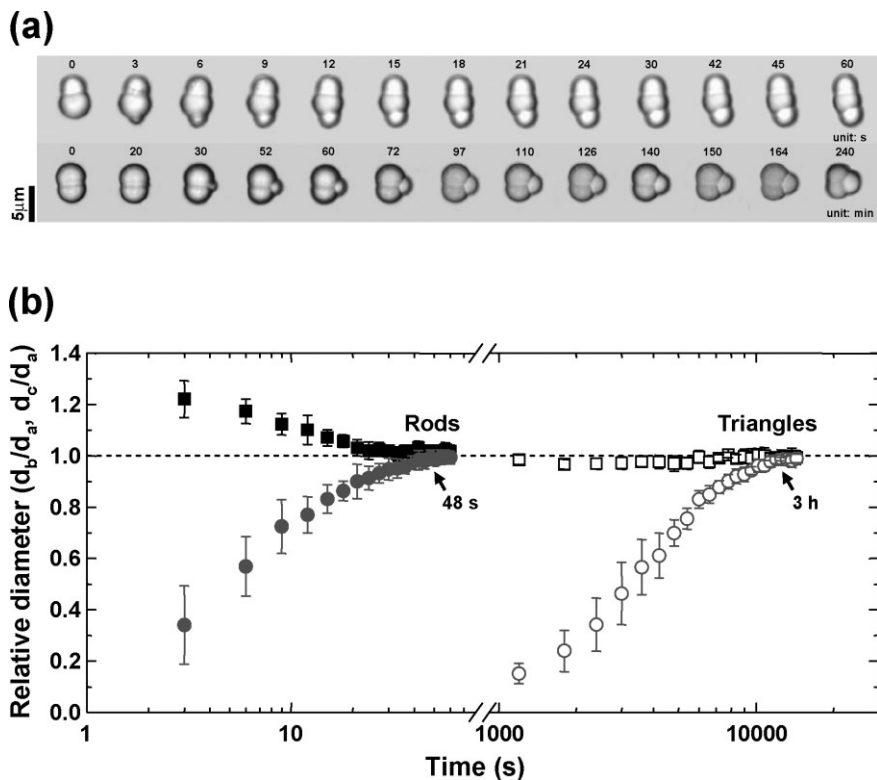 (a)
0 3 6 9 12 15 18 21 24 30 42 45 60
unit: s
0 20 30 52 60 72 97 110 126 140 150 164 240
unit: min
5μm
(b)
Relative diameter (d_b/d_a, d_c/d_a)
1.4
1.2
1.0
0.8
0.6
0.4
0.2
0.0
Rods
Triangles
48 s
3 h
1 10 1000 10000
Time (s)